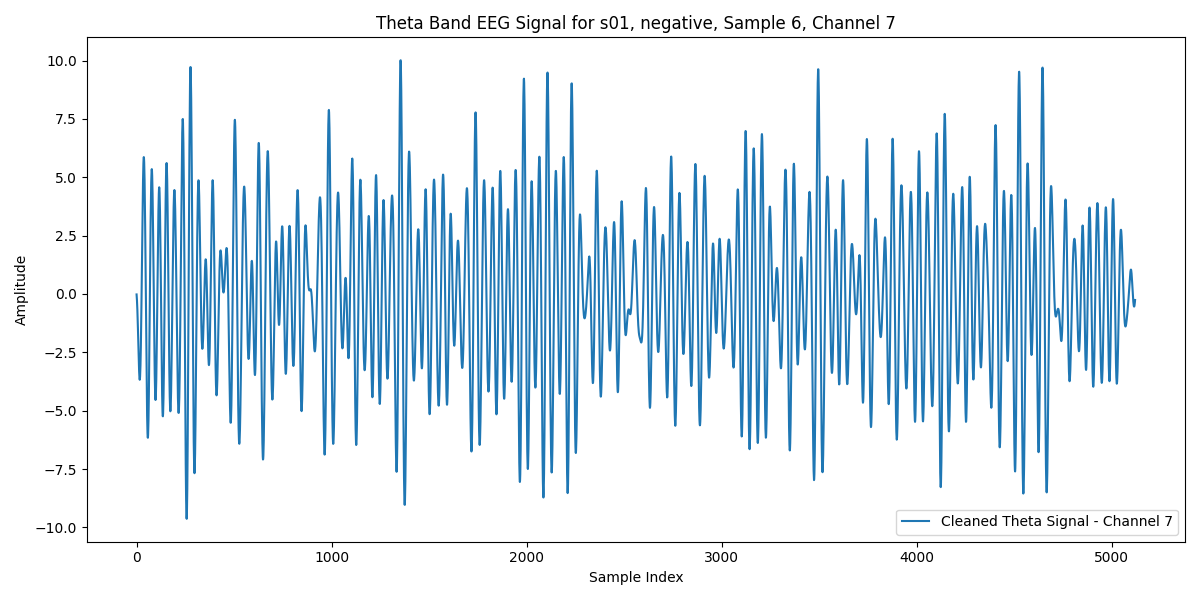 Theta Band EEG Signal for s01, negative, Sample 6, Channel 7
10.0
7.5
5.0
2.5
0.0
−2.5
−5.0
−7.5
−10.0
Amplitude
Cleaned Theta Signal - Channel 7
0 1000 2000 3000 4000 5000
Sample Index